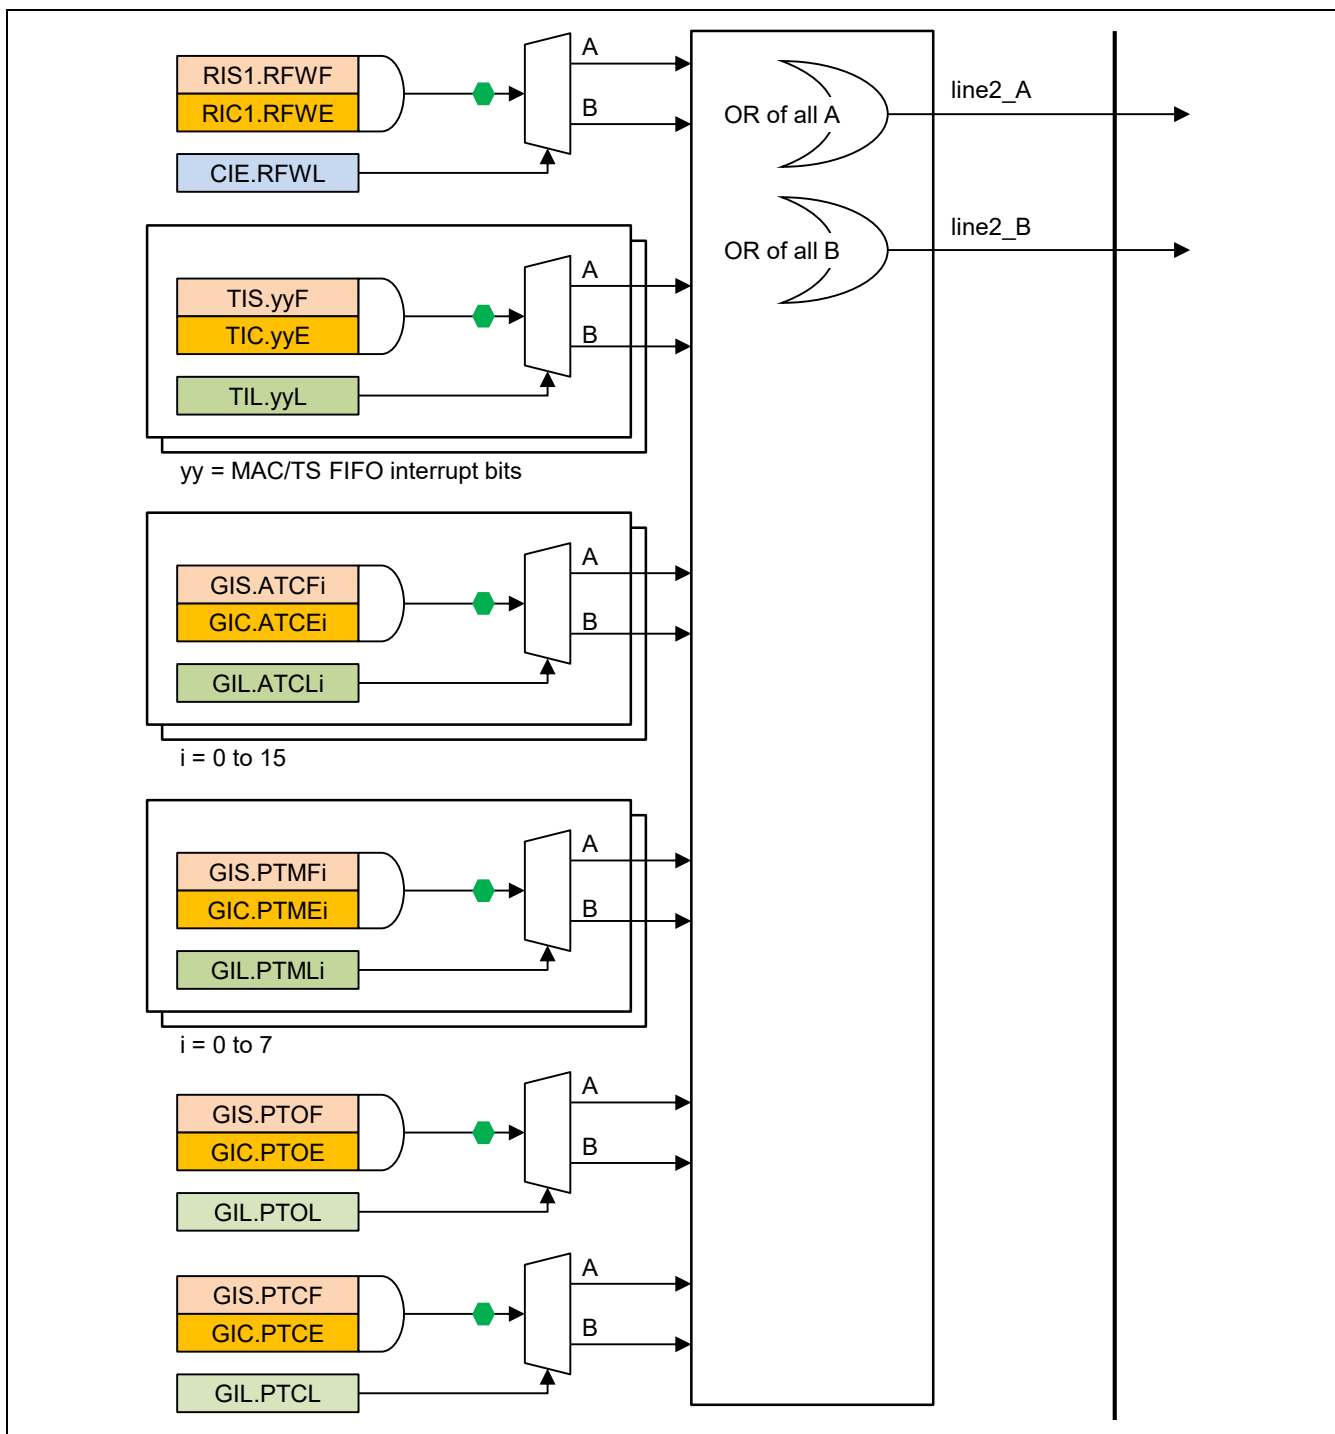 RIS1.RFWF
RIC1.RFWE
CIE.RFWL
A
B
OR of all A
line2_A
OR of all B
line2_B
TIS.yyF
TIC.yyE
TIL.yyL
A
B
yy = MAC/TS FIFO interrupt bits
GIS.ATCFi
GIC.ATCEi
GIL.ATCLi
A
B
i = 0 to 15
GIS.PTMFi
GIC.PTMEi
GIL.PTMLi
A
B
i = 0 to 7
GIS.PTOF
GIC.PTOE
GIL.PTOL
A
B
GIS.PTCF
GIC.PTCE
GIL.PTCL
A
B